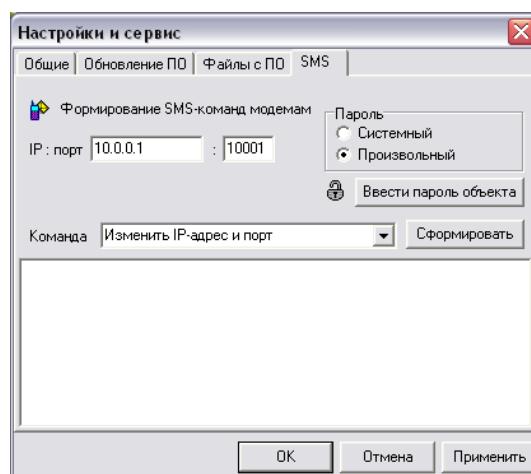 Настройки и сервис
Общие Обновление ПО Файлы с ПО SMS
Формирование SMS-команд модемам
Пароль
Системный
IP : порт 10.0.0.1 : 10001
Произвольный
Ввести пароль объекта
Команда Изменить IP-адрес и порт Сформировать
OK Отмена Применить